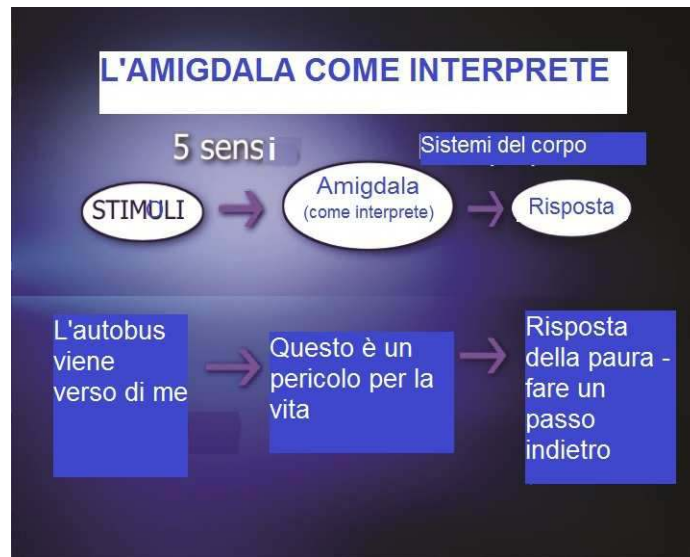 L'AMIGDALA COME INTERPRETE
5 sensi
Sistemi del corpo
STIMOLI
Amigdala
(come interprete)
Risposta
L'autobus
viene
verso di me
Questo è un
pericolo per la
vita
Risposta
della paura -
fare un
passo
indietro